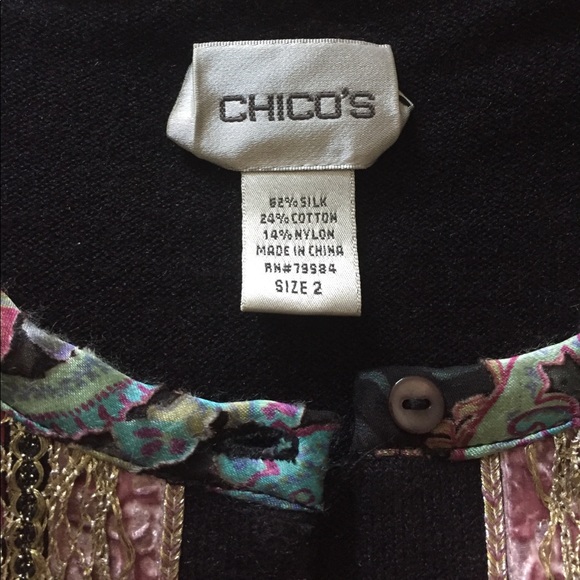 CHICO'S
62% SILK
24% COTTON
14% NYLON
MADE IN CHINA
RN#79984
SIZE 2